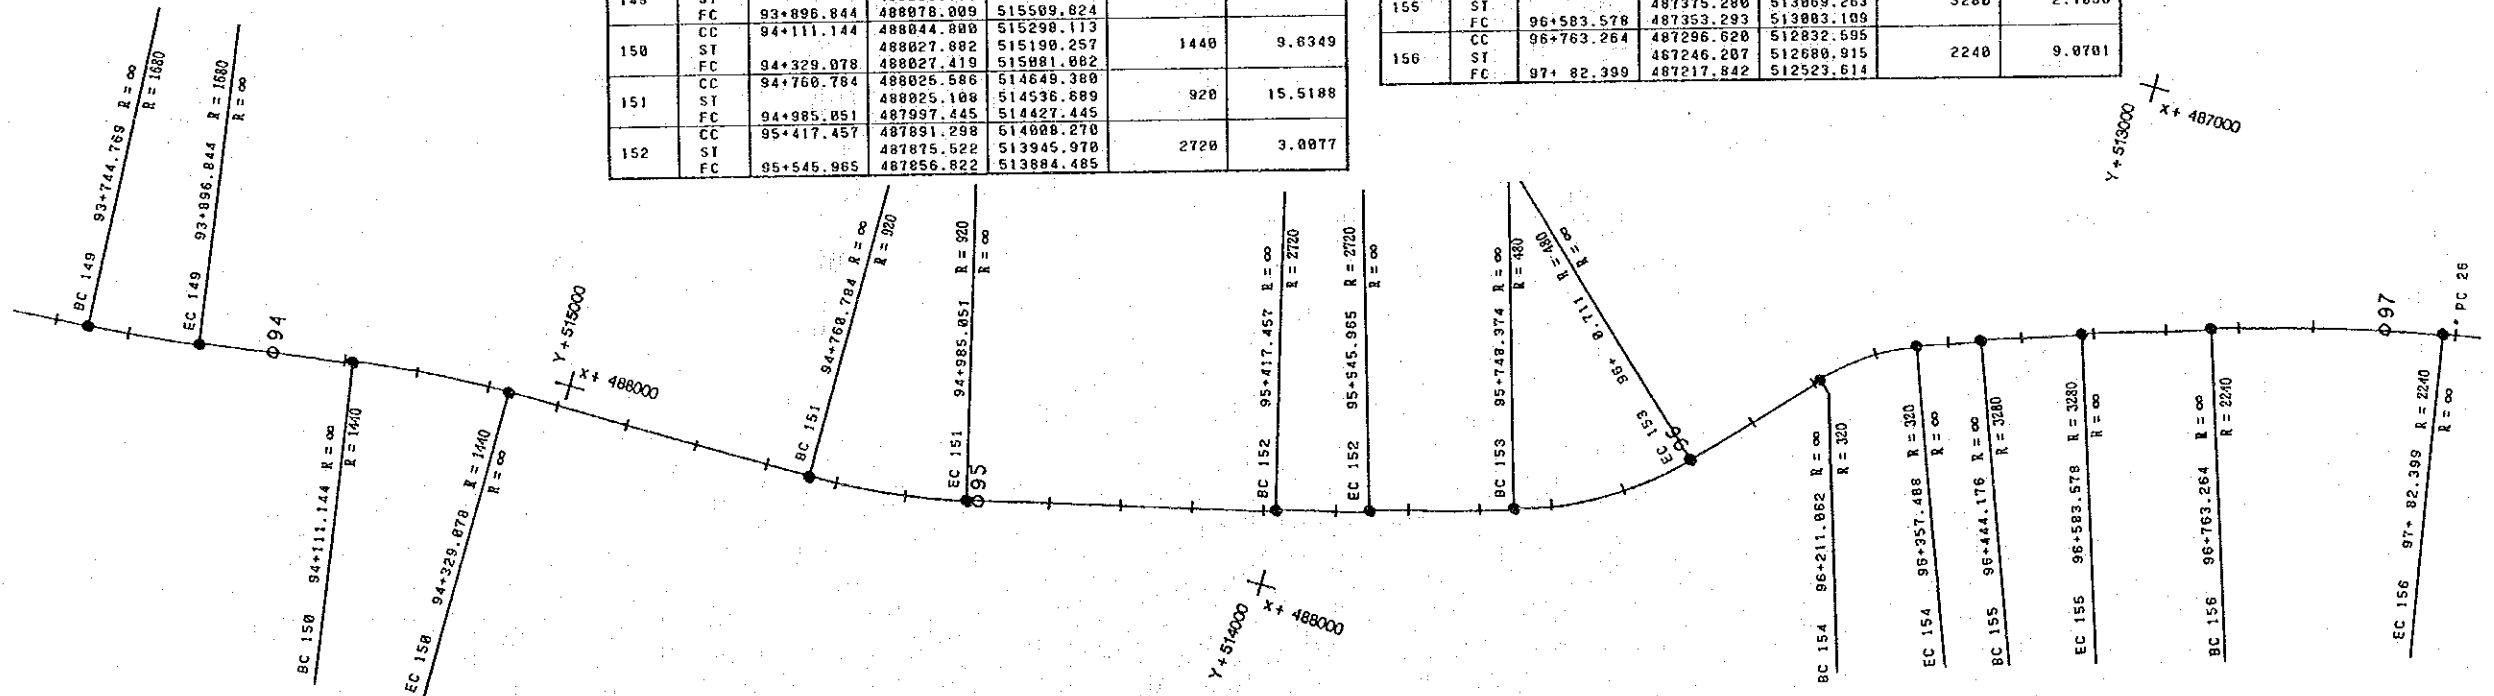 FC 93+896.844 488078.009 515509.824
CC 94+111.144 488044.800 515298.113
150 ST 488027.882 515190.257 1440 9.6349
FC 94+329.078 488027.419 515081.082
CC 94+760.784 488025.586 514649.380
151 ST 488025.108 514536.689 920 15.5188
FC 94+985.051 487997.445 514427.445
CC 95+417.457 487891.298 514008.270
152 ST 487875.522 513945.970 2720 3.0077
FC 95+545.965 487856.822 513884.485
155 ST 487375.280 513069.263
FC 96+583.578 487353.293 513003.109
CC 96+763.264 487296.620 512832.595
156 ST 487246.207 512680.915 2240 9.0701
FC 97+ 82.399 487217.842 512523.614
BC 149 93+744.769 R = ∞
R = 1680
EC 149 93+896.844 R = 1680
R = ∞
94
BC 150 94+111.144 R = ∞
R = 1440
EC 150 94+329.078 R = 1440
R = ∞
Y + 515000
X + 488000
BC 151 94+760.784 R = ∞
R = 920
EC 151 94+985.051 R = 920
R = ∞
95
BC 152 95+417.457 R = ∞
R = 2720
EC 152 95+545.965 R = 2720
R = ∞
Y + 514000
X + 488000
BC 153 95+740.974 R = ∞
R = 480
EC 153 96+ 0.711 R = 480
R = ∞
96
BC 154 96+211.062 R = ∞
R = 320
EC 154 96+357.488 R = 320
R = ∞
BC 155 96+444.176 R = ∞
R = 3280
EC 155 96+583.578 R = 3280
R = ∞
BC 156 96+763.264 R = ∞
R = 2240
EC 156 97+ 82.399 R = 2240
R = ∞
97
PC 26
Y + 513000
X + 487000